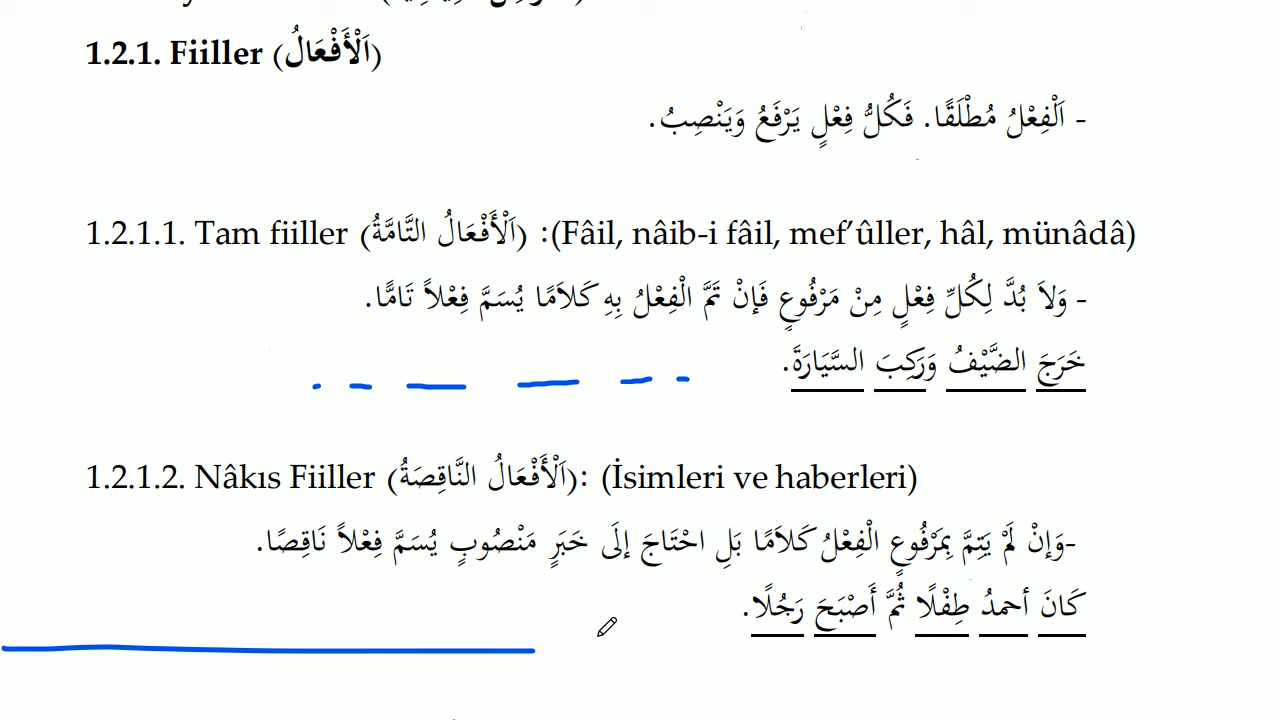 1.2.1. Fiiller (اَلْأَفْعَالُ)
- اَلْفِعْلُ مُطْلَقًا. فَكُلُّ فِعْلٍ يَرْفَعُ وَيَنْصِبُ.
1.2.1.1. Tam fiiller (اَلْأَفْعَالُ التَّامَّةُ) :(Fâil, nâib-i fâil, mef’ûller, hâl, münâdâ)
- وَلاَ بُدَّ لِكُلِّ فِعْلٍ مِنْ مَرْفُوعٍ فَإِنْ تَمَّ الْفِعْلُ بِهِ كَلاَمًا يُسَمَّ فِعْلاً تَامًّا.
خَرَجَ الضَّيْفُ وَرَكِبَ السَّيَارَةَ.
1.2.1.2. Nâkıs Fiiller (اَلْأَفْعَالُ النَّاقِصَةُ): (İsimleri ve haberleri)
-وَإِنْ لَمْ يَتِمَّ بِمَرْفُوعٍ الْفِعْلُ كَلاَمًا بَلِ احْتَاجَ إِلَى خَبَرٍ مَنْصُوبٍ يُسَمَّ فِعْلاً نَاقِصًا.
كَانَ أحمدُ طِفْلًا ثُمَّ أَصْبَحَ رَجُلًا.